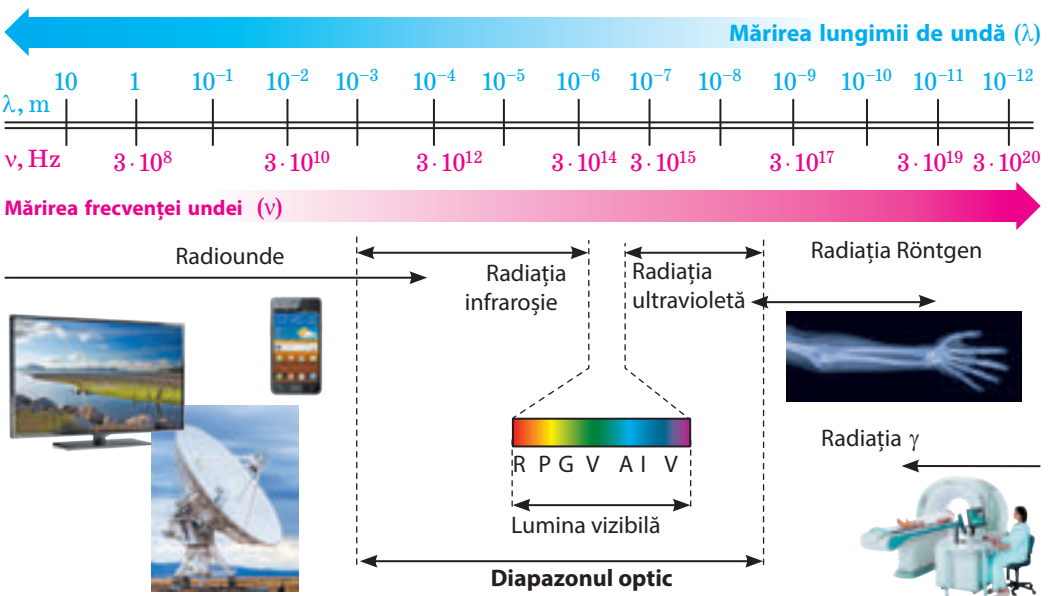 Mărirea lungimii de undă (λ)
10 1 10⁻¹ 10⁻² 10⁻³ 10⁻⁴ 10⁻⁵ 10⁻⁶ 10⁻⁷ 10⁻⁸ 10⁻⁹ 10⁻¹⁰ 10⁻¹¹ 10⁻¹²
λ, m
ν, Hz 3·10⁸ 3·10¹⁰ 3·10¹² 3·10¹⁴ 3·10¹⁵ 3·10¹⁷ 3·10¹⁹ 3·10²⁰
Mărirea frecvenței undei (ν)
Radiounde
Radiația
infraroșie
Radiația
ultravioletă
Radiația Röntgen
R P G V A I V
Lumina vizibilă
Radiația γ
Diapazonul optic